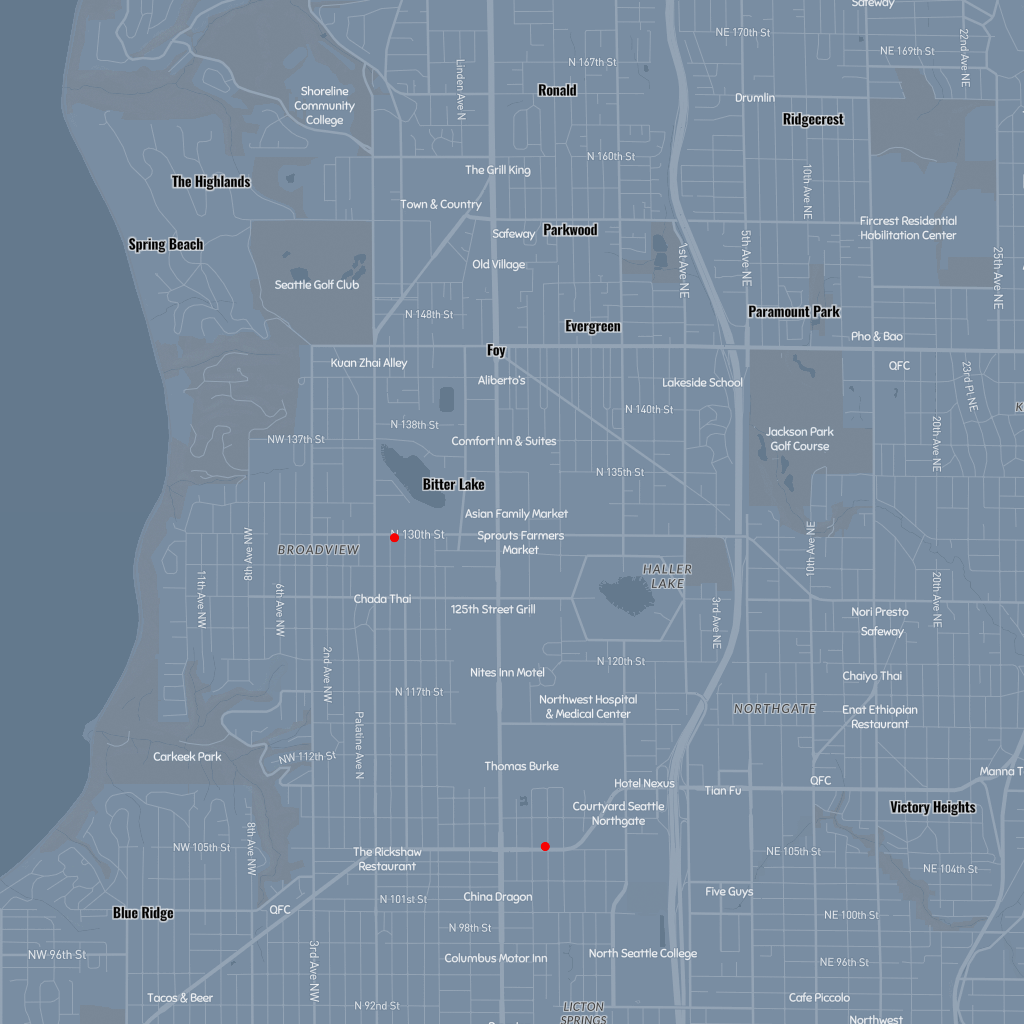 Safeway
NE 170th St
22nd Ave NE
NE 169th St
N 167th St
Linden Ave N
Ronald
Shoreline
Community
College
Drumlin
Ridgecrest
N 160th St
The Grill King
10th Ave NE
The Highlands
Town & Country
Fircrest Residential
Habilitation Center
Parkwood
Safeway
Spring Beach
5th Ave NE
1st Ave NE
25th Ave NE
Old Village
Seattle Golf Club
N 148th St
Paramount Park
Evergreen
Pho & Bao
Foy
Kuan Zhai Alley
QFC
Aliberto's
Lakeside School
23rd Pl NE
N 140th St
N 138th St
Jackson Park
Golf Course
20th Ave NE
NW 137th St
Comfort Inn & Suites
N 135th St
Bitter Lake
Asian Family Market
N 130th St
Sprouts Farmers
Market
8th Ave NW
BROADVIEW
10th Ave NE
HALLER
LAKE
11th Ave NW
6th Ave NW
20th Ave NE
Chada Thai
125th Street Grill
3rd Ave NE
Nori Presto
Safeway
N 120th St
2nd Ave NW
Nites Inn Motel
Chaiyo Thai
N 117th St
Northwest Hospital
& Medical Center
NORTHGATE
Enat Ethiopian
Restaurant
Palatine Ave N
Carkeek Park
NW 112th St
Thomas Burke
Manna T
Hotel Nexus
QFC
Tian Fu
Courtyard Seattle
Northgate
Victory Heights
8th Ave NW
NW 105th St
The Rickshaw
Restaurant
NE 105th St
NE 104th St
Five Guys
China Dragon
N 101st St
QFC
Blue Ridge
NE 100th St
N 98th St
3rd Ave NW
NW 96th St
Columbus Motor Inn
North Seattle College
NE 96th St
Tacos & Beer
Cafe Piccolo
N 92nd St
LICTON
SPRINGS
Northwest